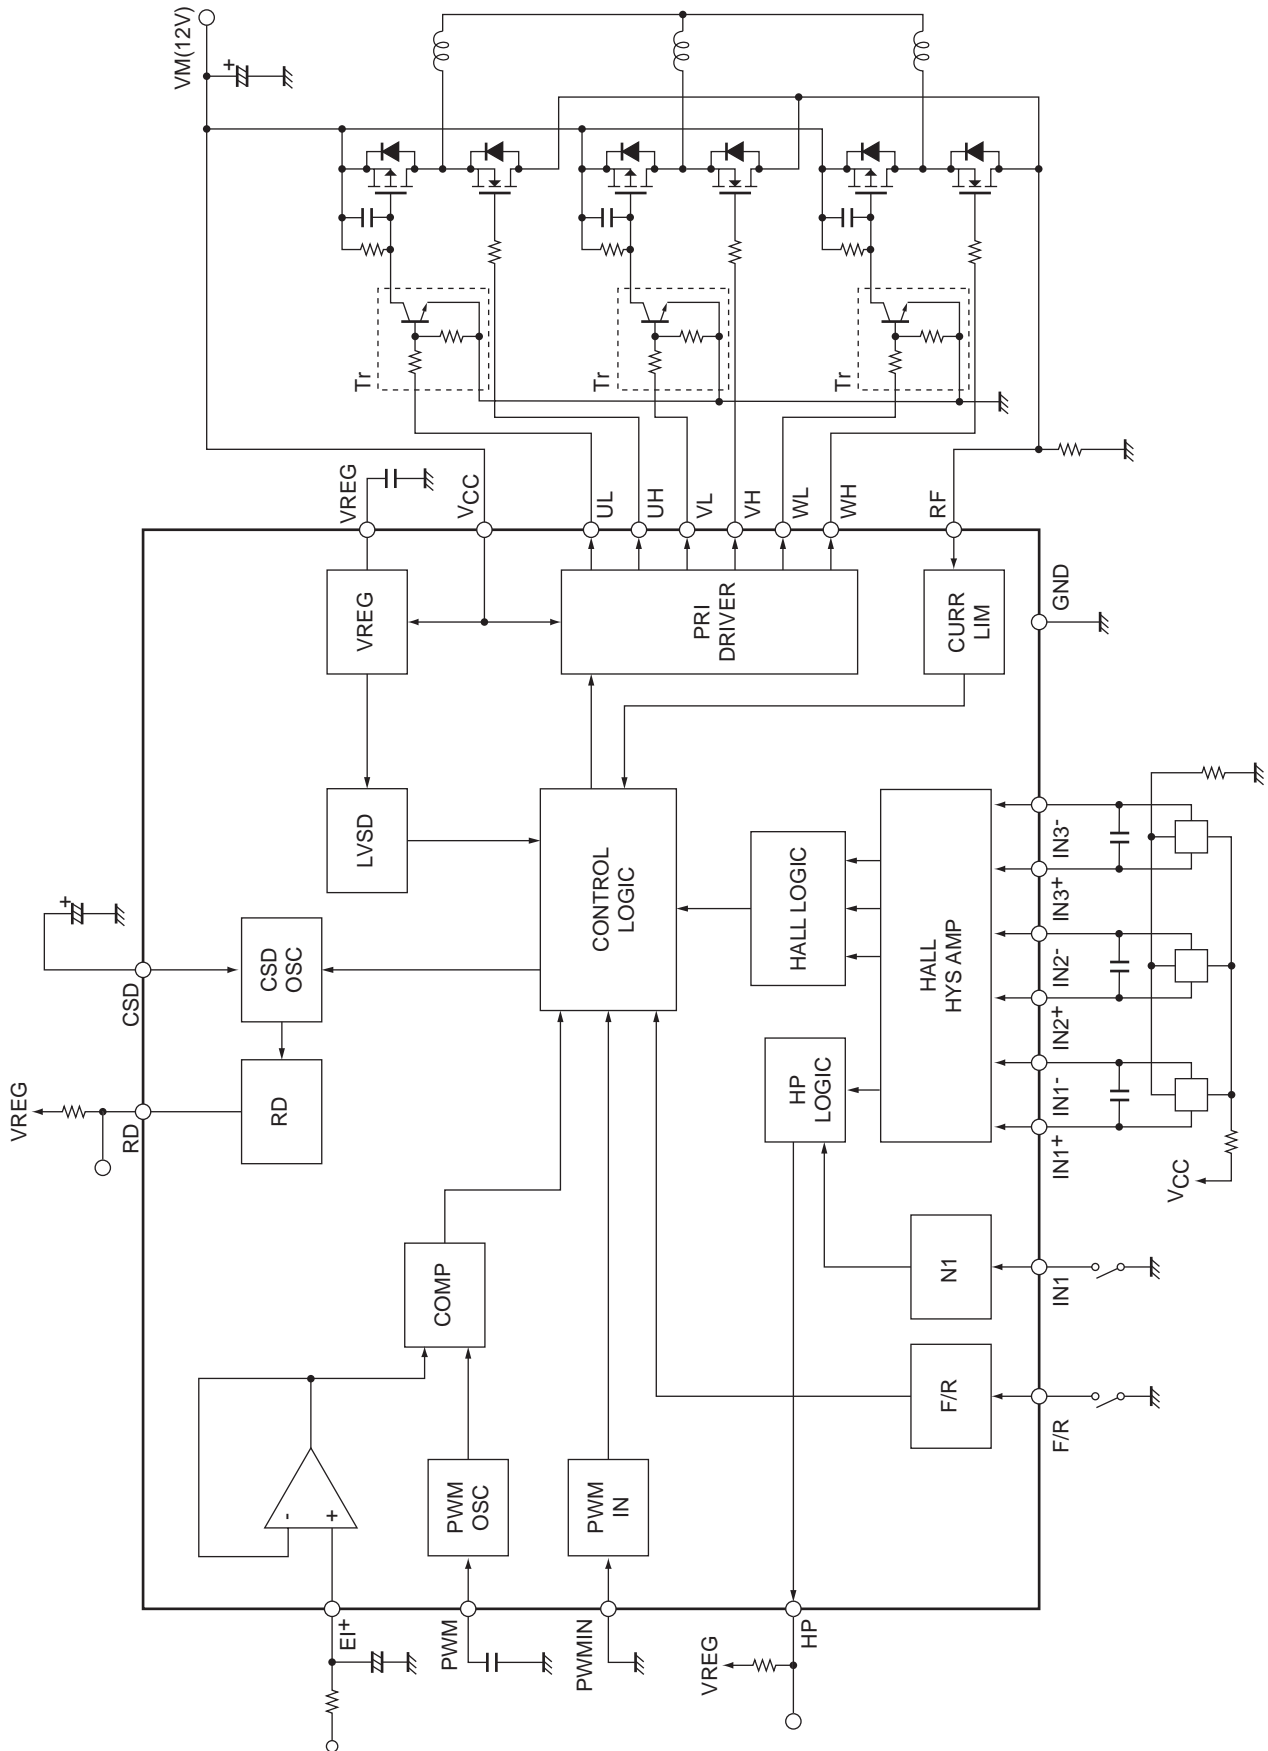 VM(12V)
+
Tr
Tr
Tr
VREG
VCC
UL
UH
VL
VH
WL
WH
RF
VREG
PRI
DRIVER
CURR
LIM
GND
LVSD
CONTROL
LOGIC
HALL LOGIC
HALL
HYS AMP
IN3-
IN3+
IN2-
IN2+
IN1-
IN1+
+
CSD
CSD
OSC
VREG
RD
RD
HP
LOGIC
VCC
COMP
N1
IN1
F/R
F/R
-
+
PWM
OSC
PWM
IN
EI+
PWM
PWMIN
HP
VREG